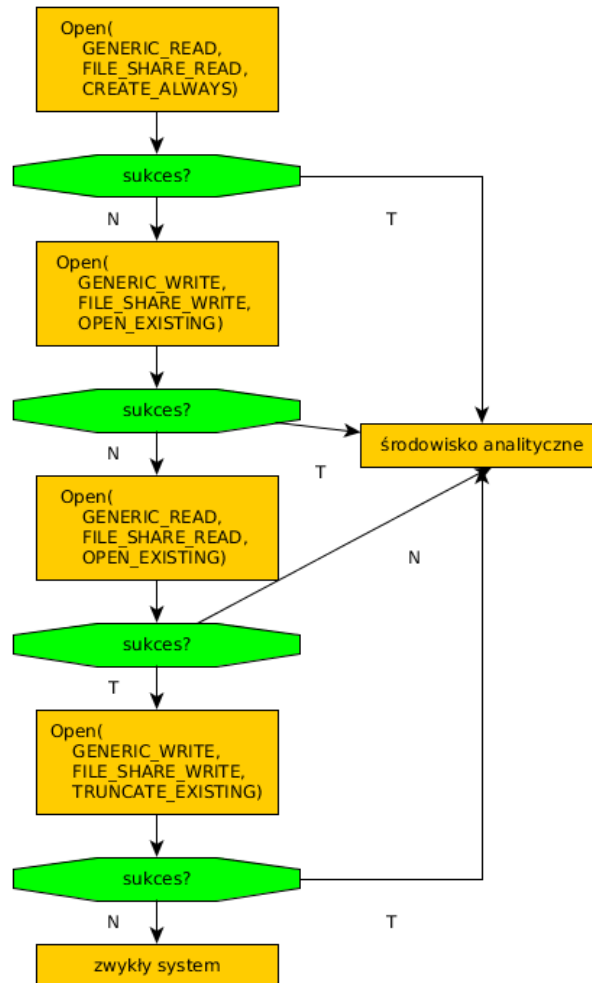 Open(
GENERIC_READ,
FILE_SHARE_READ,
CREATE_ALWAYS)
sukces?
N
T
Open(
GENERIC_WRITE,
FILE_SHARE_WRITE,
OPEN_EXISTING)
sukces?
środowisko analityczne
N
T
Open(
GENERIC_READ,
FILE_SHARE_READ,
OPEN_EXISTING)
N
sukces?
T
Open(
GENERIC_WRITE,
FILE_SHARE_WRITE,
TRUNCATE_EXISTING)
sukces?
N
T
zwykły system